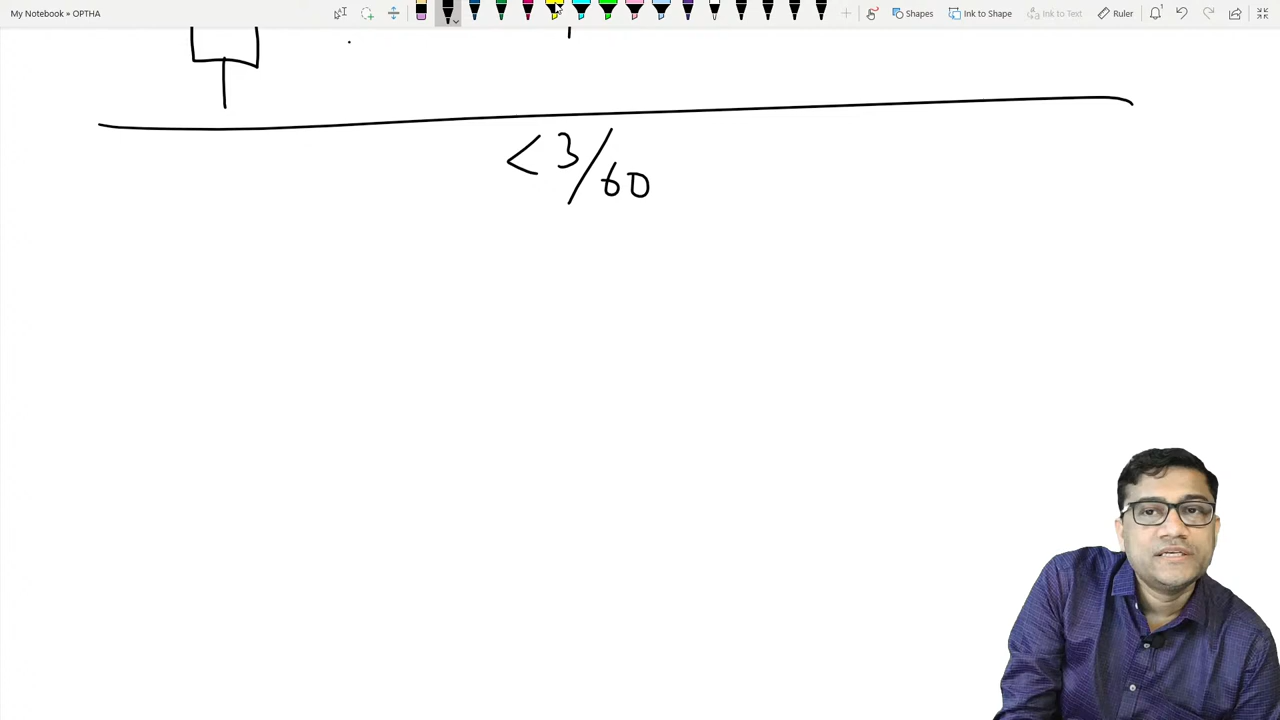 My Notebook » OPTHA
Shapes
Ink to Shape
Ink to Text
Ruler
< 3/60